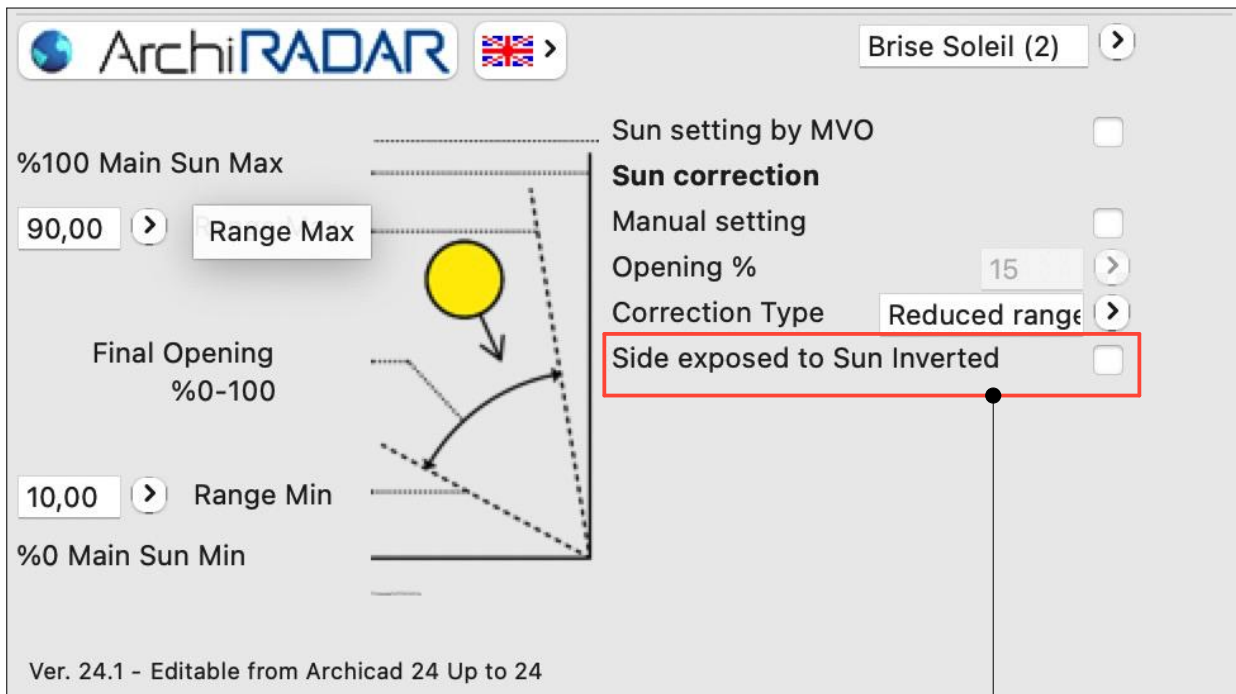 ArchiRADAR
Brise Soleil (2)
Sun setting by MVO
%100 Main Sun Max
Sun correction
90,00
Range Max
Manual setting
Opening %
15
Correction Type
Reduced range
Final Opening
%0-100
Side exposed to Sun Inverted
10,00
Range Min
%0 Main Sun Min
Ver. 24.1 - Editable from Archicad 24 Up to 24